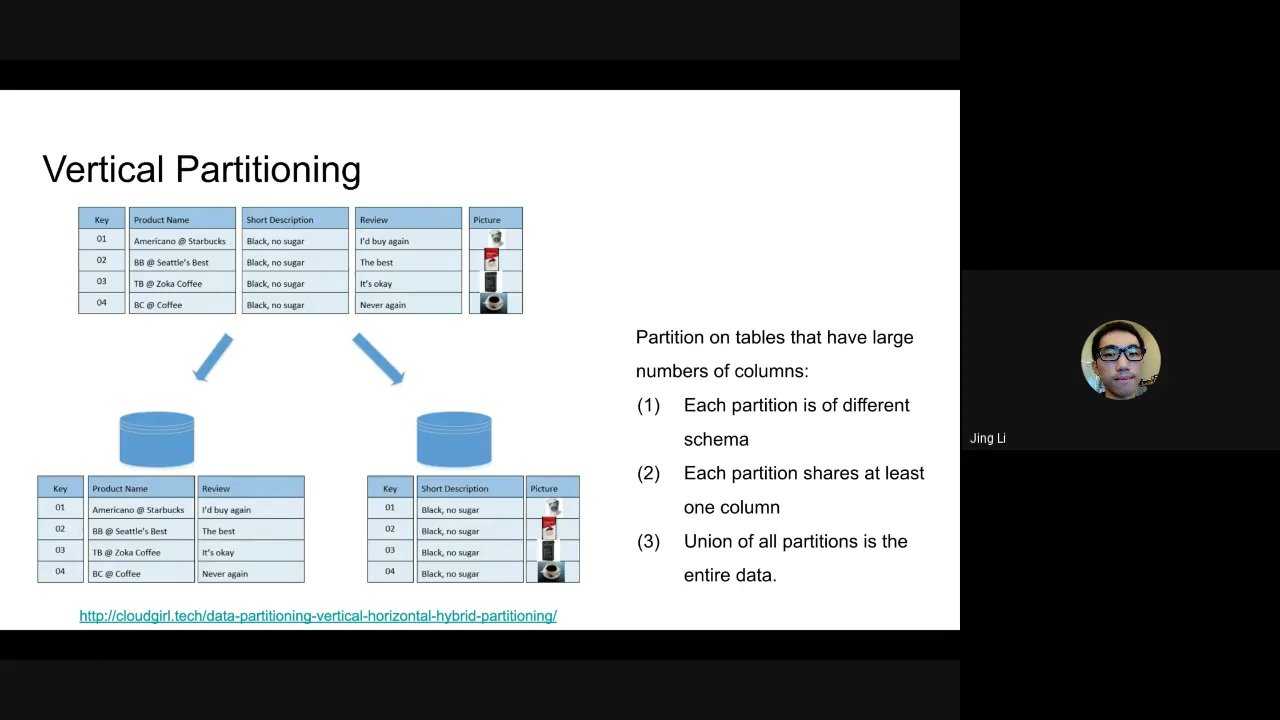 Vertical Partitioning
Key Product Name Short Description Review Picture
01 Americano @ Starbucks Black, no sugar I'd buy again
02 BB @ Seattle's Best Black, no sugar The best
03 TB @ Zoka Coffee Black, no sugar It's okay
04 BC @ Coffee Black, no sugar Never again
Key Product Name Review
01 Americano @ Starbucks I'd buy again
02 BB @ Seattle's Best The best
03 TB @ Zoka Coffee It's okay
04 BC @ Coffee Never again
Key Short Description Picture
01 Black, no sugar
02 Black, no sugar
03 Black, no sugar
04 Black, no sugar
http://cloudgirl.tech/data-partitioning-vertical-horizontal-hybrid-partitioning/
Partition on tables that have large
numbers of columns:
(1) Each partition is of different
schema
(2) Each partition shares at least
one column
(3) Union of all partitions is the
entire data.
Jing Li